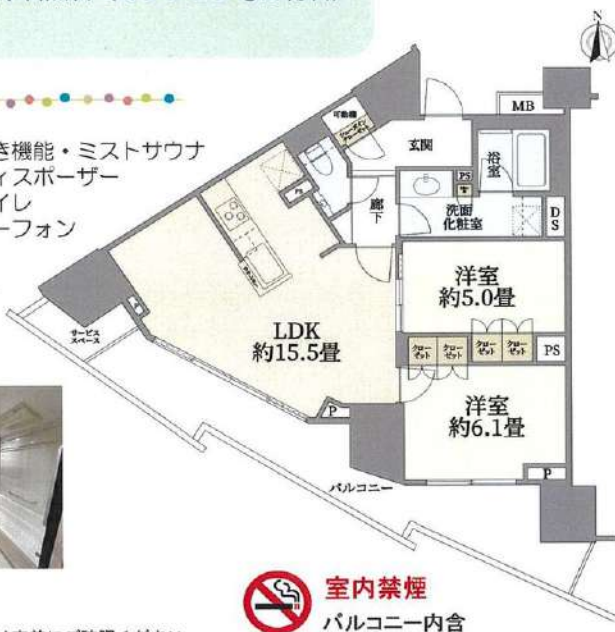 き機能・ミストサウナ
ィスポーザー
イレ
ーフォン
N
MB
可動棚
玄関
浴室
PS
洗面
化粧室
DS
PS
廊下
洋室
約5.0畳
LDK
約15.5畳
サービス
スペース
クローゼット
クローゼット
クローゼット
クローゼット
PS
洋室
約6.1畳
P
P
バルコニー
室内禁煙
バルコニー内含